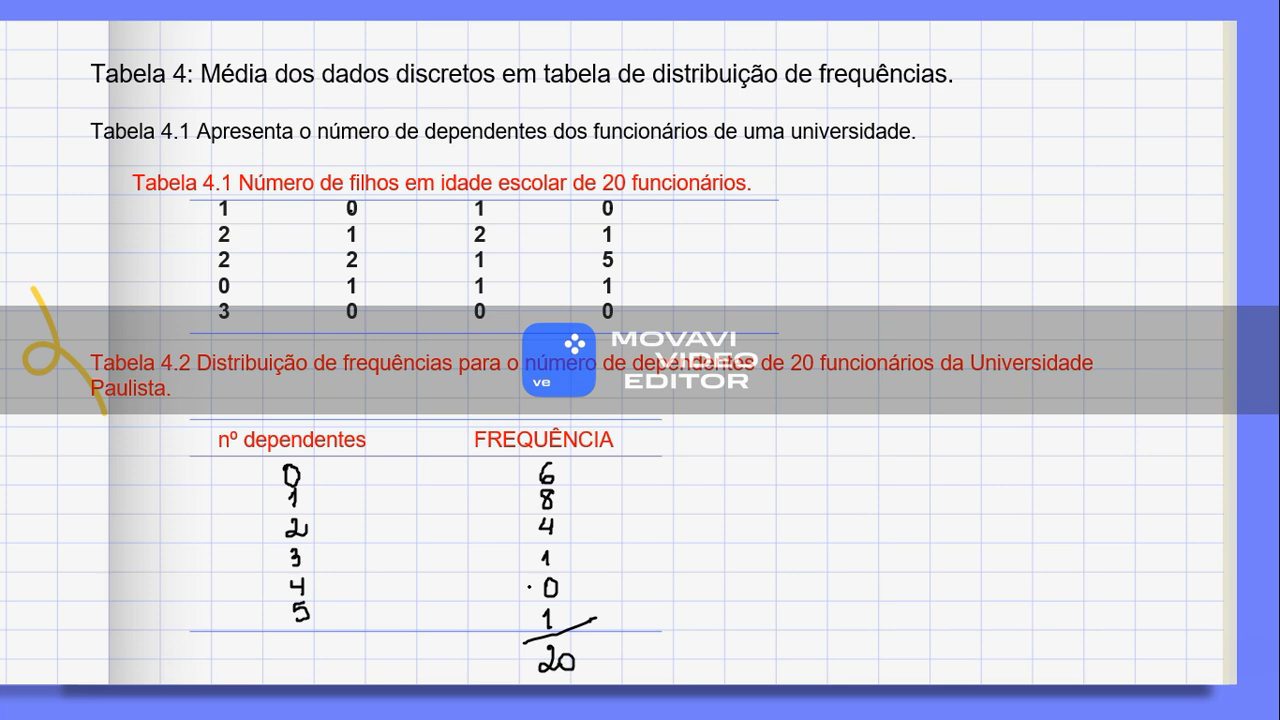 Tabela 4: Média dos dados discretos em tabela de distribuição de frequências.
Tabela 4.1 Apresenta o número de dependentes dos funcionários de uma universidade.
Tabela 4.1 Número de filhos em idade escolar de 20 funcionários.
1 0 1 0
2 1 2 1
2 2 1 5
0 1 1 1
3 0 0 0
Tabela 4.2 Distribuição de frequências para o número de dependentes de 20 funcionários da Universidade
Paulista.
ve
MOVAVI
VIDEO
EDITOR
nº dependentes FREQUÊNCIA
0 6
1 8
2 4
3 1
4 0
5 1
20